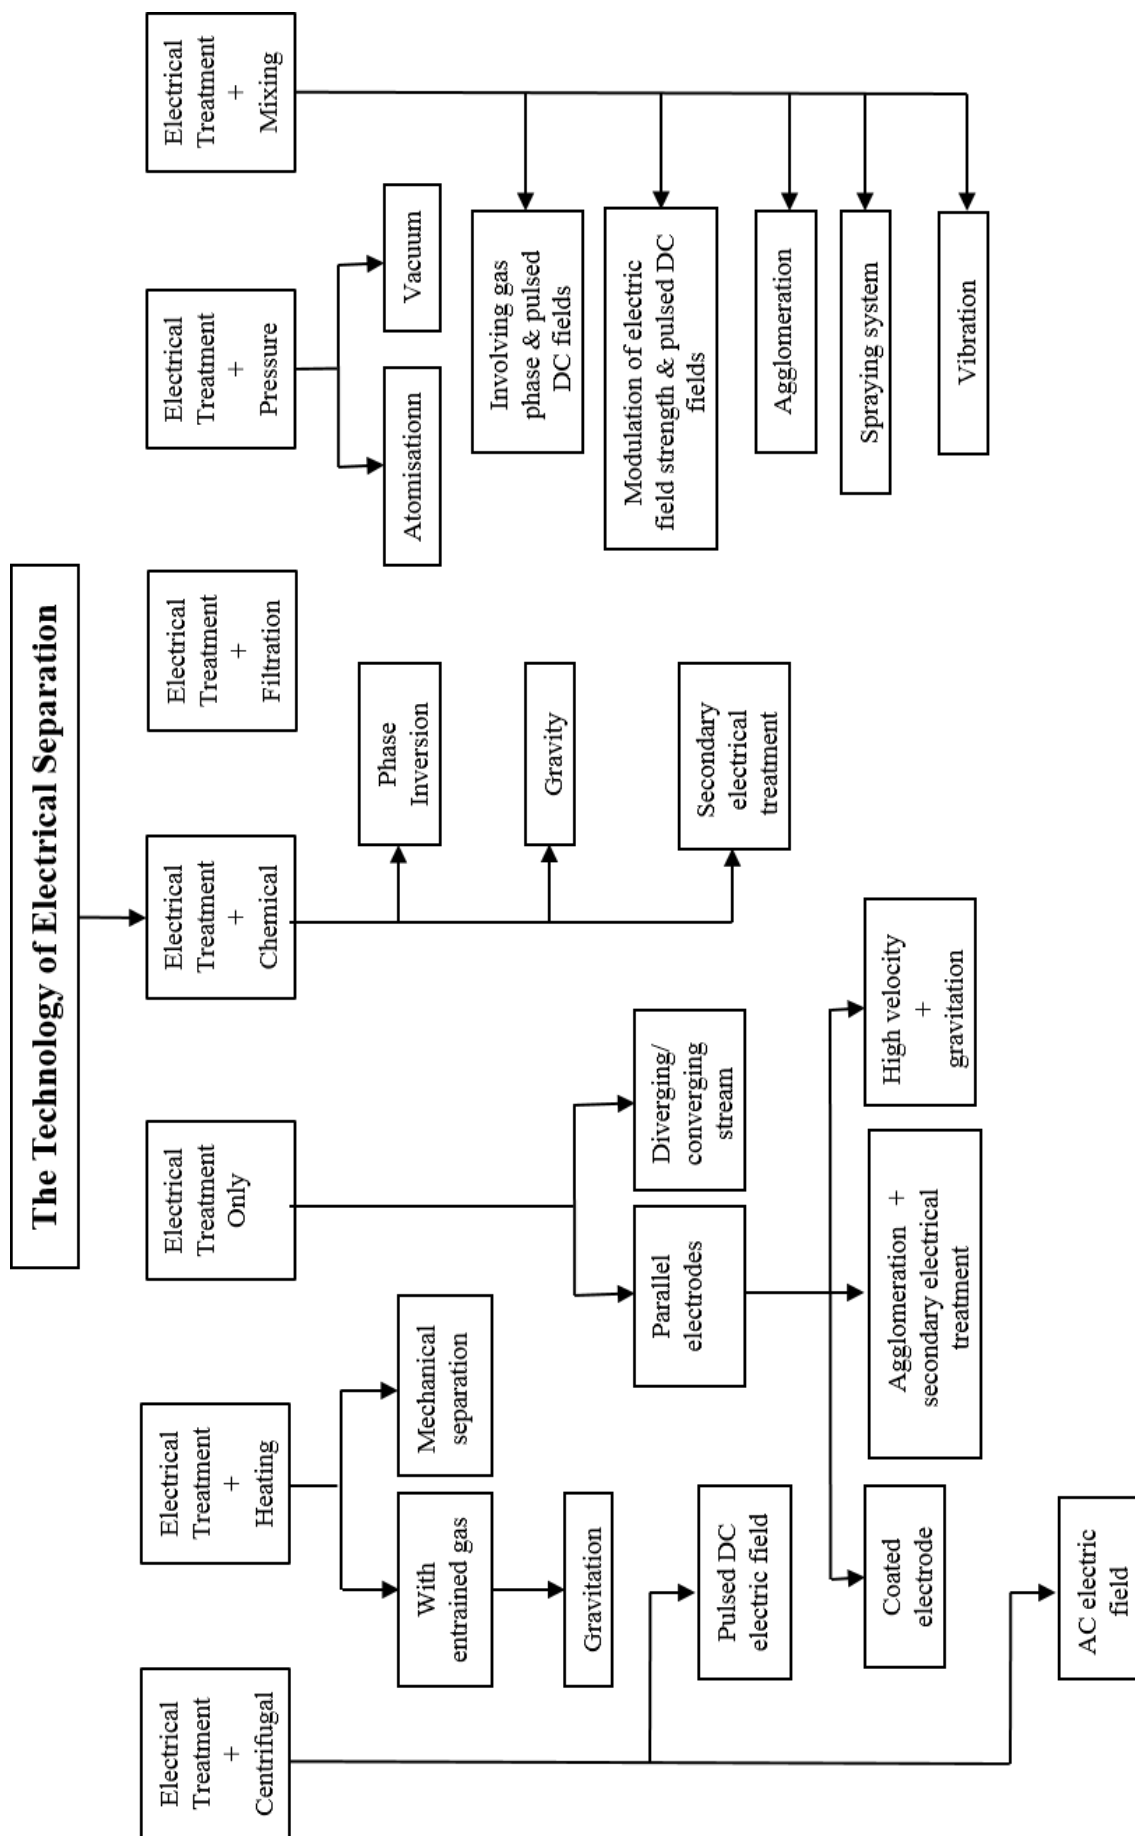 The Technology of Electrical Separation
Electrical
Treatment
+
Centrifugal
Electrical
Treatment
+
Heating
Electrical
Treatment
Only
Electrical
Treatment
+
Chemical
Electrical
Treatment
+
Filtration
Electrical
Treatment
+
Pressure
Electrical
Treatment
+
Mixing
With
entrained gas
Mechanical
separation
Gravitation
Pulsed DC
electric field
AC electric
field
Parallel
electrodes
Diverging/
converging
stream
Coated
electrode
Agglomeration +
secondary electrical
treatment
High velocity
+
gravitation
Phase
Inversion
Gravity
Secondary
electrical
treatment
Atomisationn
Vacuum
Involving gas
phase & pulsed
DC fields
Modulation of electric
field strength & pulsed DC
fields
Agglomeration
Spraying system
Vibration